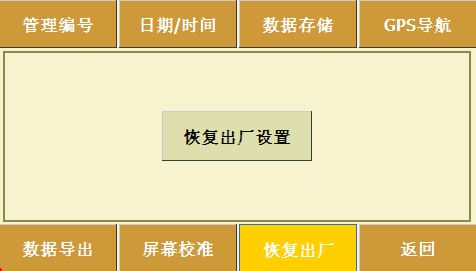 管理编号 日期/时间 数据存储 GPS导航
恢复出厂设置
数据导出 屏幕校准 恢复出厂 返回